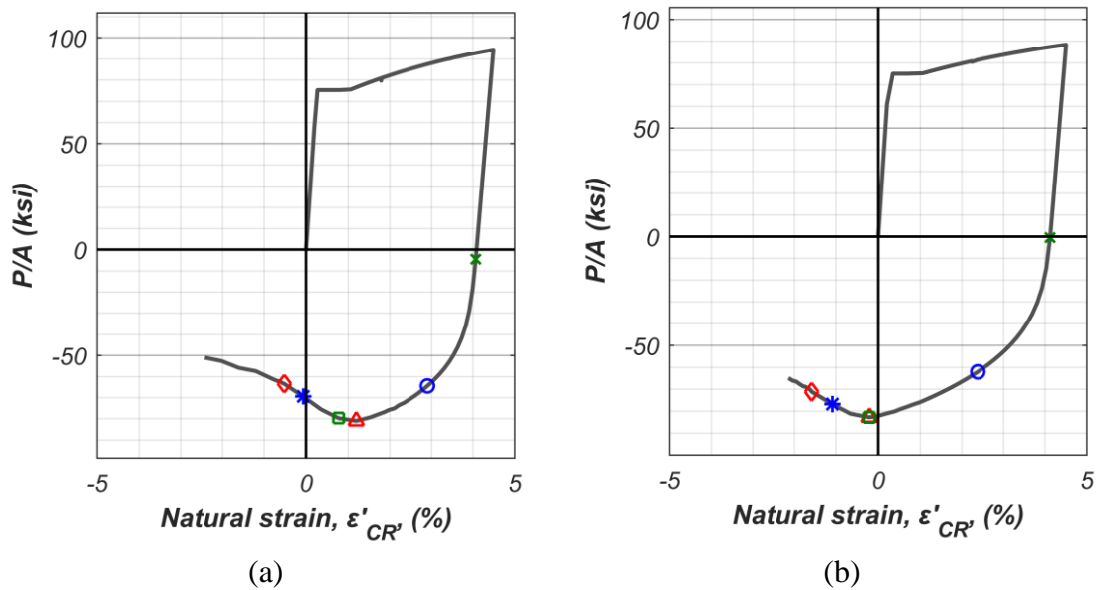 100
50
0
-50
-5
0
5
P/A (ksi)
Natural strain, ε'CR, (%)
(a)
100
50
0
-50
-5
0
5
P/A (ksi)
Natural strain, ε'CR, (%)
(b)